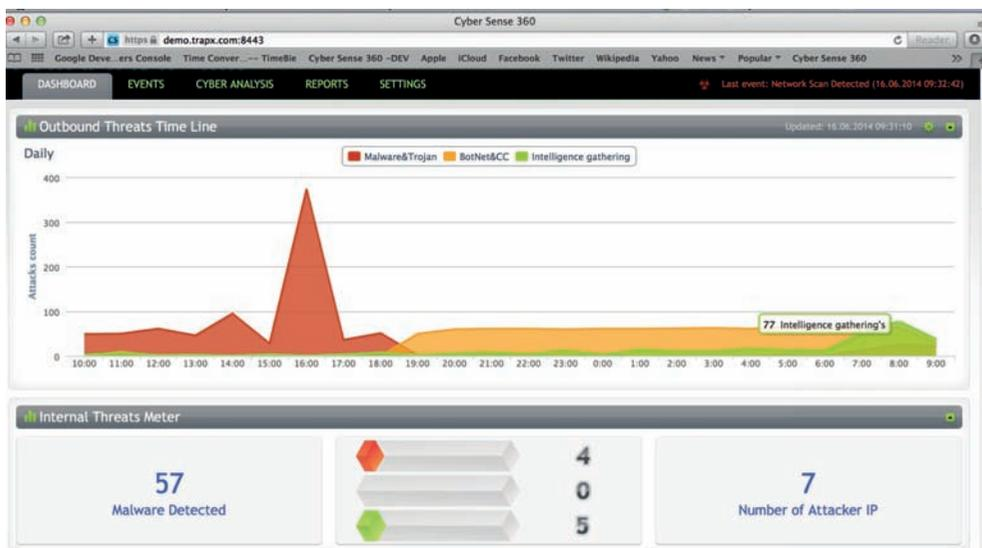 Cyber Sense 360
https demo.trapx.com:8443 Reader
Google Deve...ers Console Time Conver...-- TimeBie Cyber Sense 360 -DEV Apple iCloud Facebook Twitter Wikipedia Yahoo News Popular Cyber Sense 360
DASHBOARD EVENTS CYBER ANALYSIS REPORTS SETTINGS Last event: Network Scan Detected (16.06.2014 09:32:42)
Outbound Threats Time Line Updated: 16.06.2014 09:31:10
Daily
Malware&Trojan BotNet&CC Intelligence gathering
400
300
200
100
0
Attacks count
77 Intelligence gathering's
10:00 11:00 12:00 13:00 14:00 15:00 16:00 17:00 18:00 19:00 20:00 21:00 22:00 23:00 0:00 1:00 2:00 3:00 4:00 5:00 6:00 7:00 8:00 9:00
Internal Threats Meter
57
Malware Detected
4
0
5
7
Number of Attacker IP